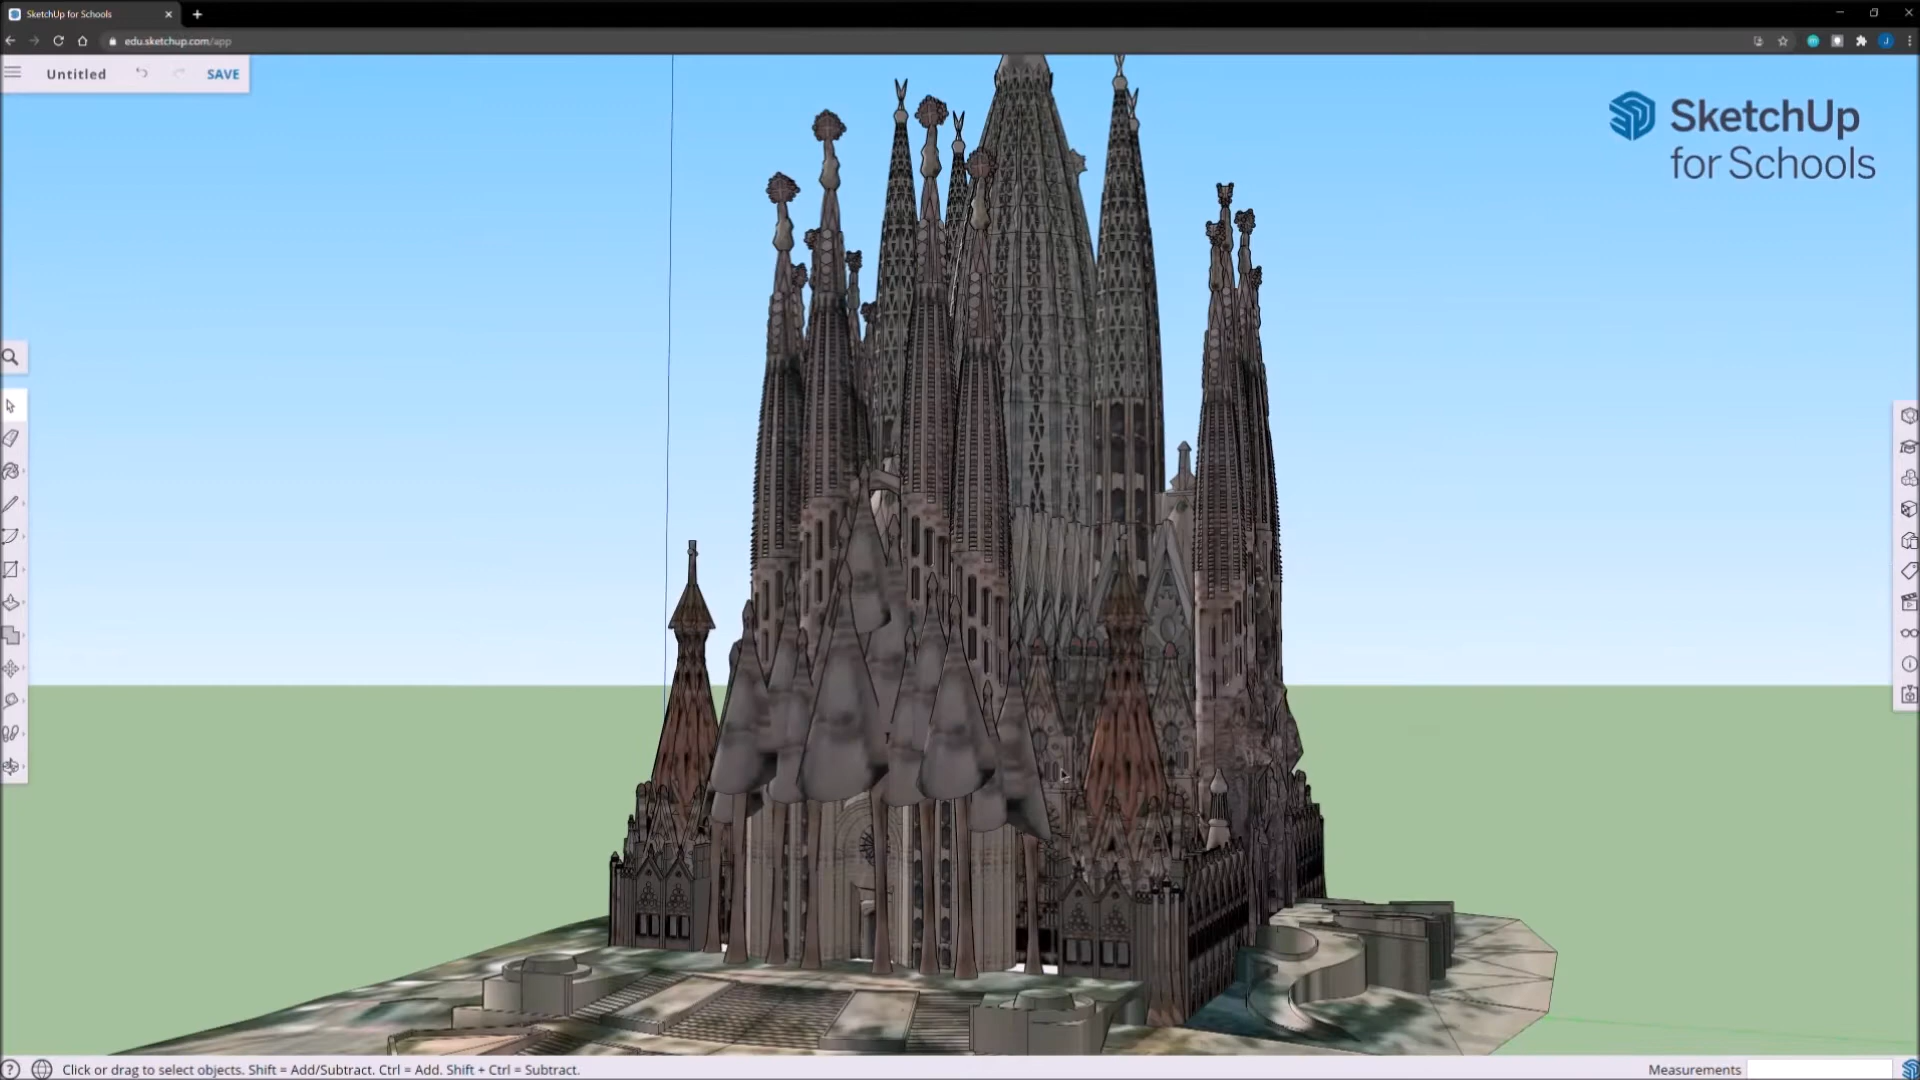 SketchUp for Schools
edu.sketchup.com/app
J
Untitled
SAVE
SketchUp
for Schools
Click or drag to select objects. Shift = Add/Subtract. Ctrl = Add. Shift + Ctrl = Subtract.
Measurements